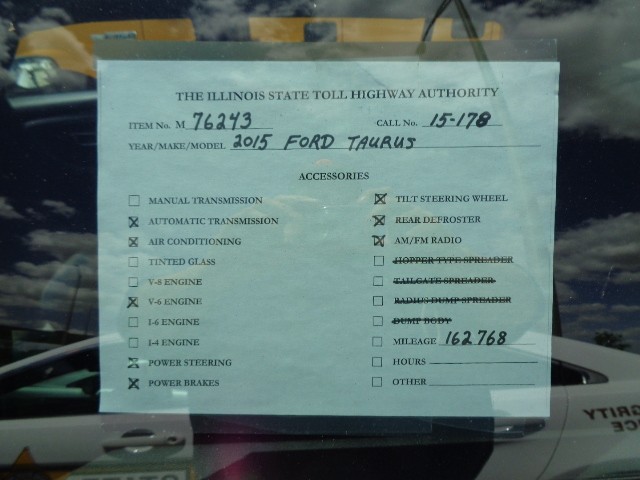 THE ILLINOIS STATE TOLL HIGHWAY AUTHORITY
ITEM NO. M 76243 CALL NO. 15-178
YEAR/MAKE/MODEL 2015 FORD TAURUS
ACCESSORIES
MANUAL TRANSMISSION
AUTOMATIC TRANSMISSION
AIR CONDITIONING
TINTED GLASS
V-8 ENGINE
V-6 ENGINE
I-6 ENGINE
I-4 ENGINE
POWER STEERING
POWER BRAKES
TILT STEERING WHEEL
REAR DEFROSTER
AM/FM RADIO
HOPPER TYPE SPREADER
TAILGATE SPREADER
RADIUS DUMP SPREADER
DUMP BODY
MILEAGE 162768
HOURS
OTHER
STATE